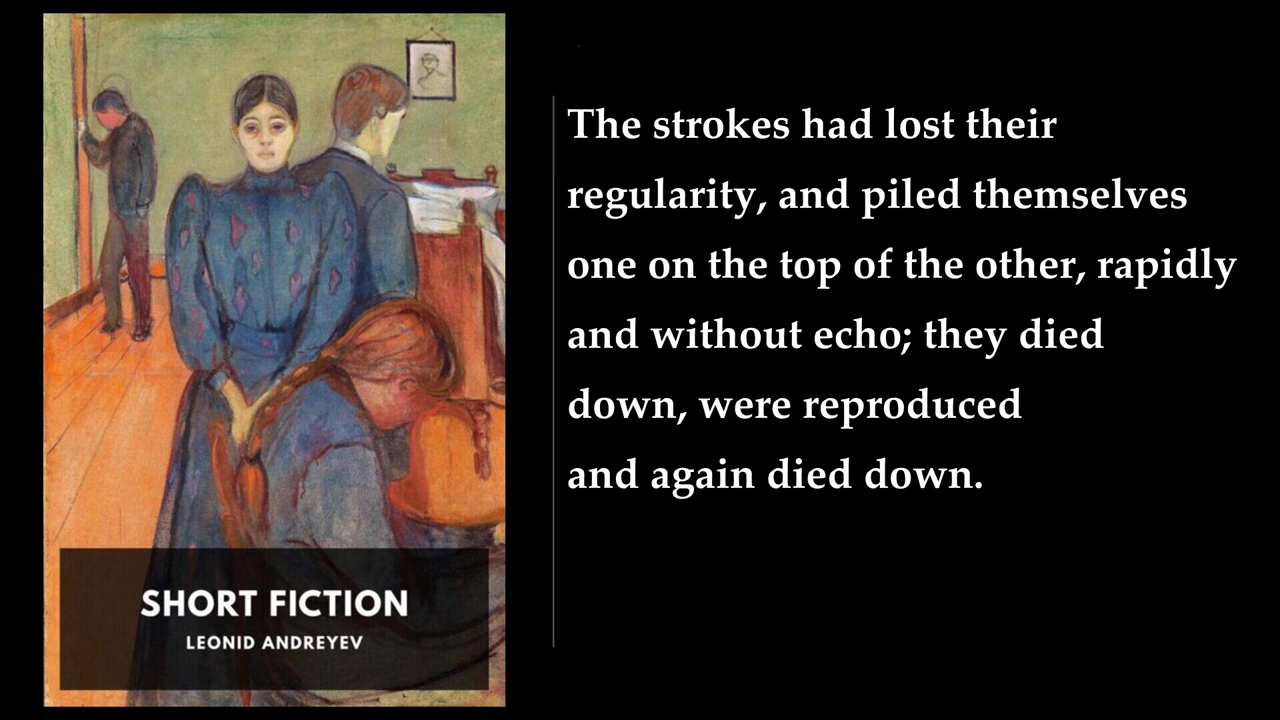 SHORT FICTION
LEONID ANDREYEV
The strokes had lost their
regularity, and piled themselves
one on the top of the other, rapidly
and without echo; they died
down, were reproduced
and again died down.